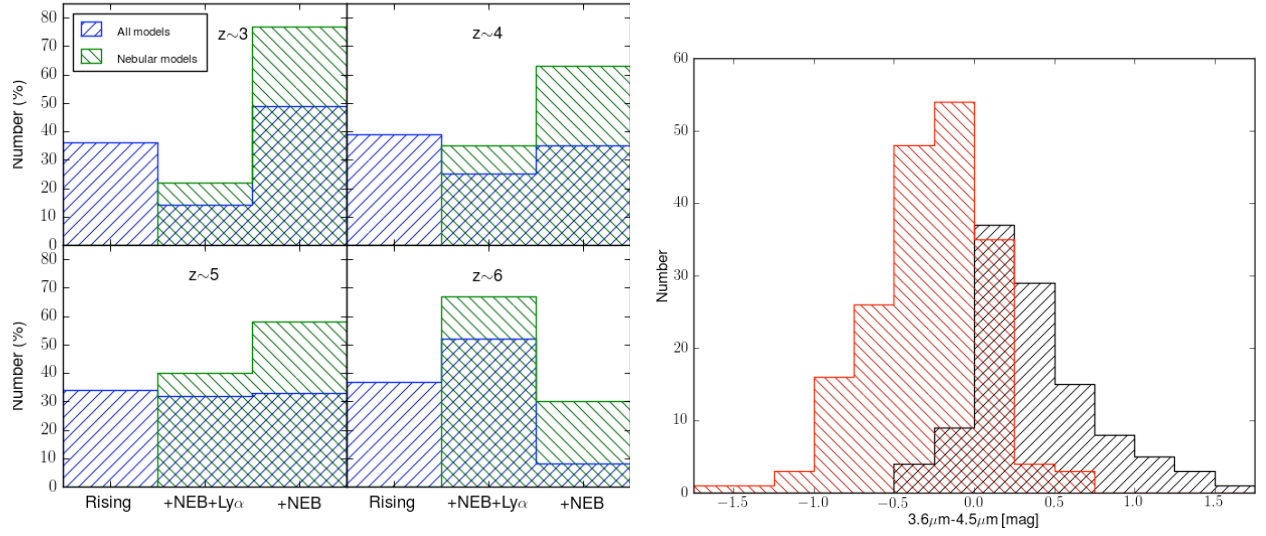 80
70
60
50
40
30
20
10
0
Number (%)
All models
Nebular models
z~3
z~4
80
70
60
50
40
30
20
10
0
Number (%)
z~5
z~6
Rising
+NEB+Lyα
+NEB
Rising
+NEB+Lyα
+NEB
60
50
40
30
20
10
0
Number
-1.5
-1.0
-0.5
0.0
0.5
1.0
1.5
3.6μm-4.5μm [mag]